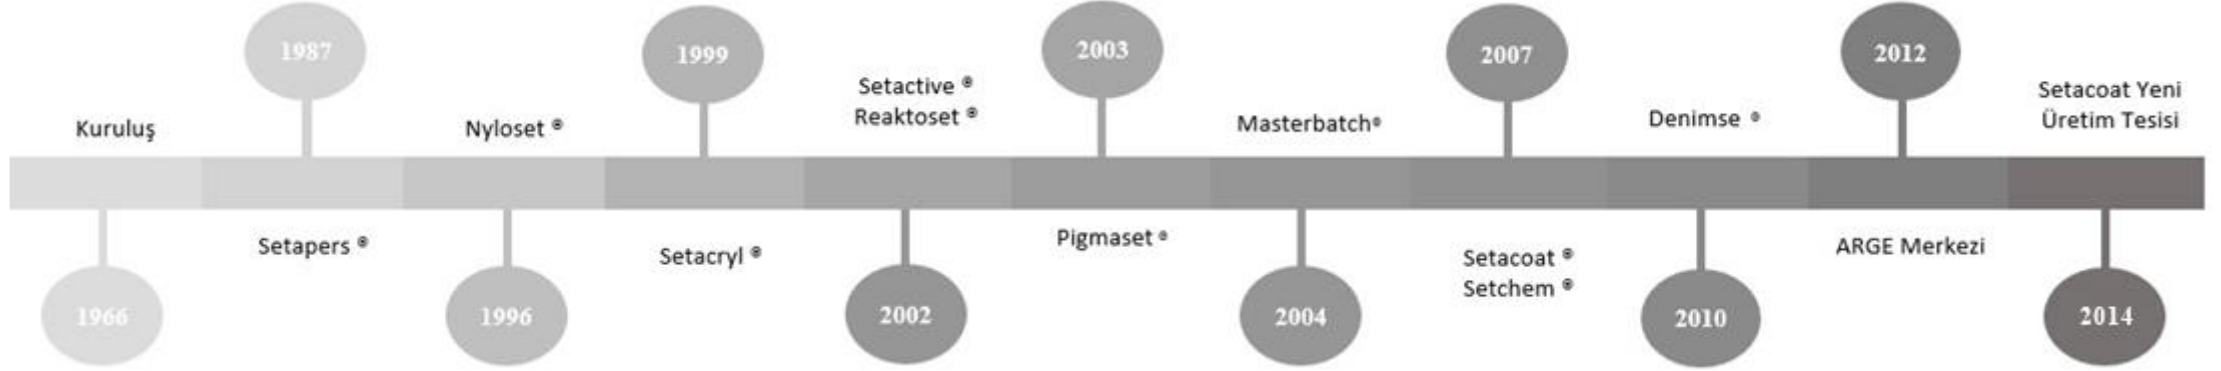 1987
1999
2003
2007
2012
Kuruluş
Nyloset ®
Setactive ®
Reaktoset ®
Masterbatch®
Denimse ®
Setacoat Yeni
Üretim Tesisi
Setapers ®
Setacryl ®
Pigmaset ®
Setacoat ®
Setchem ®
ARGE Merkezi
1966
1996
2002
2004
2010
2014